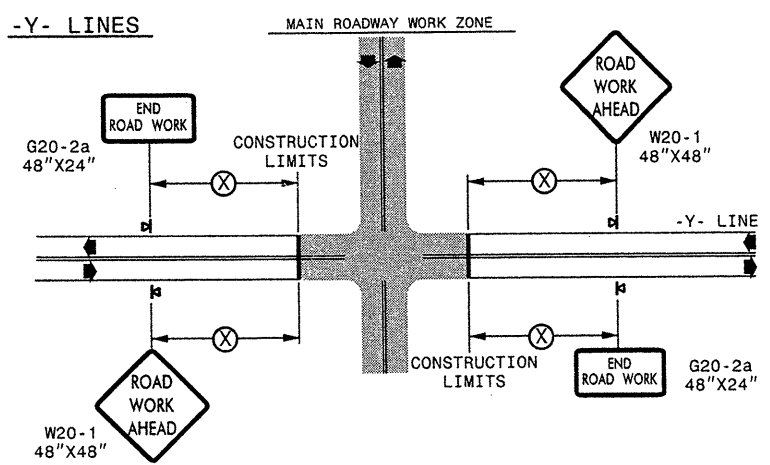 -Y- LINES
MAIN ROADWAY WORK ZONE
END
ROAD WORK
G20-2a
48"X24"
CONSTRUCTION
LIMITS
X
X
ROAD
WORK
AHEAD
W20-1
48"X48"
-Y- LINE
X
X
ROAD
WORK
AHEAD
W20-1
48"X48"
CONSTRUCTION
LIMITS
END
ROAD WORK
G20-2a
48"X24"